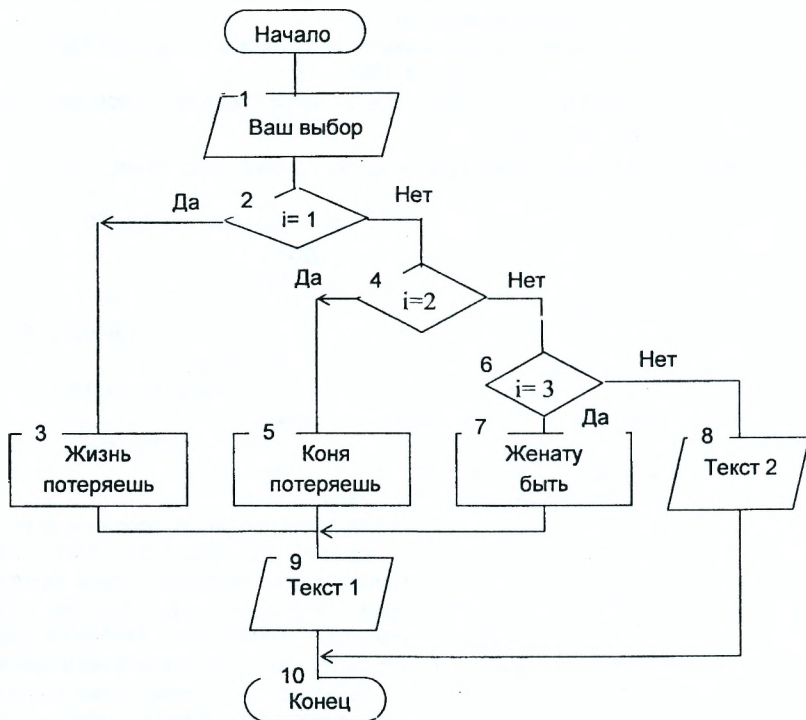 Начало
1
Ваш выбор
Да
2
i= 1
Нет
Да
4
i=2
Нет
6
i= 3
Нет
3
Жизнь
потеряешь
5
Коня
потеряешь
7
Да
Женату
быть
8
Текст 2
9
Текст 1
10
Конец